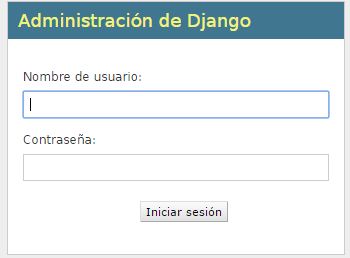 Administración de Django
Nombre de usuario:
Contraseña:
Iniciar sesión